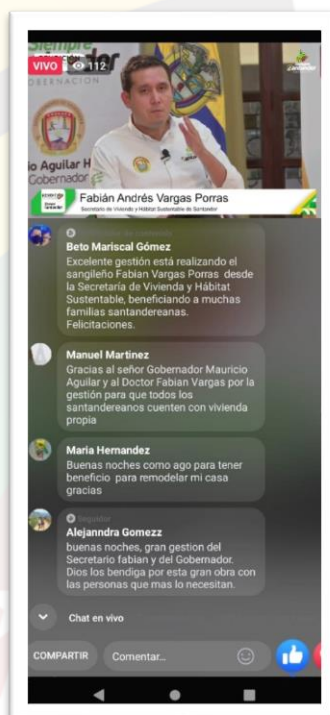 Siempre
VIVO 112
GOBERNACIÓN
io Aguilar H
Gobernador
Santander
Fabián Andrés Vargas Porras
Secretario de Vivienda y Hábitat Sustentable de Santander
Beto Mariscal Gómez
Excelente gestión está realizando el
sangileño Fabian Vargas Porras desde
la Secretaría de Vivienda y Hábitat
Sustentable, beneficiando a muchas
familias santandereanas.
Felicitaciones.
Manuel Martinez
Gracias al señor Gobernador Mauricio
Aguilar y al Doctor Fabian Vargas por la
gestión para que todos los
santandereanos cuenten con vivienda
propia
Maria Hernandez
Buenas noches como ago para tener
beneficio para remodelar mi casa
gracias
Seguidor
Alejanndra Gomezz
buenas noches, gran gestion del
Secretario fabian y del Gobernador.
Dios los bendiga por esta gran obra con
las personas que mas lo necesitan.
Chat en vivo
COMPARTIR Comentar...